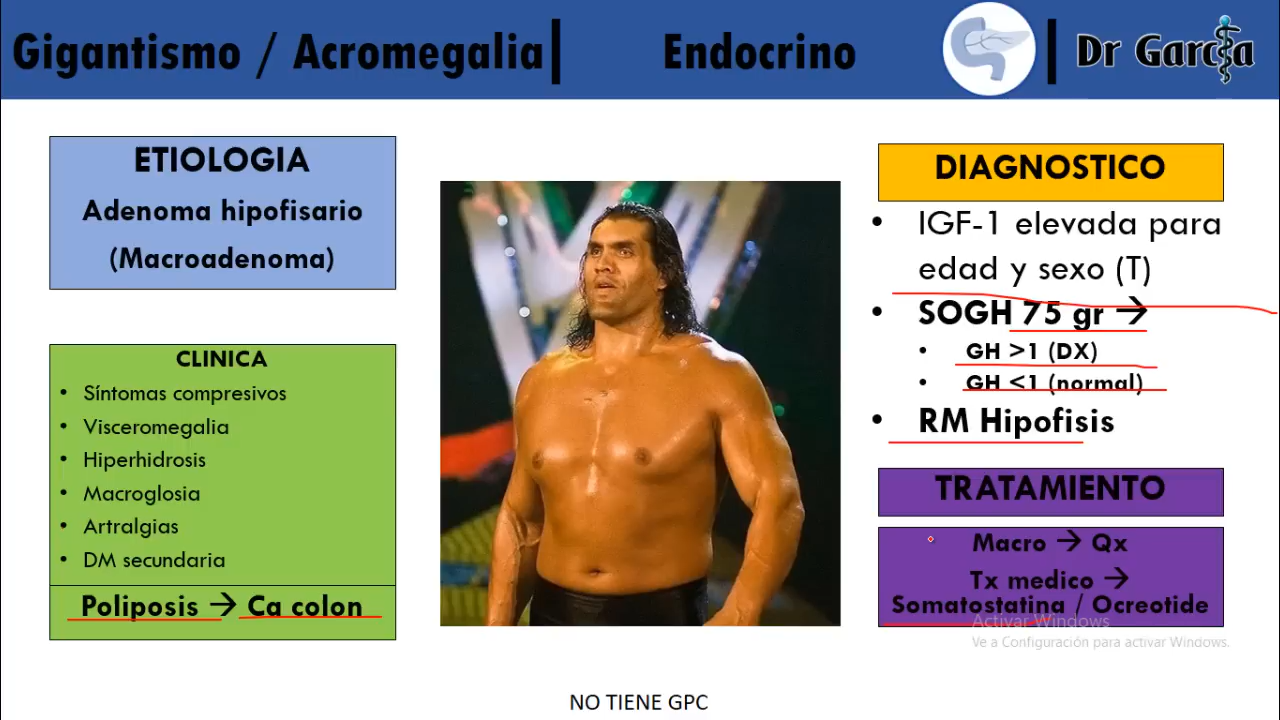 Gigantismo / Acromegalia
Endocrino
Dr García
ETIOLOGIA
Adenoma hipofisario
(Macroadenoma)
CLINICA
• Síntomas compresivos
• Visceromegalia
• Hiperhidrosis
• Macroglosia
• Artralgias
• DM secundaria
Poliposis → Ca colon
DIAGNOSTICO
• IGF-1 elevada para
edad y sexo (T)
• SOGH 75 gr →
• GH >1 (DX)
• GH <1 (normal)
• RM Hipofisis
TRATAMIENTO
Macro → Qx
Tx medico →
Somatostatina / Ocreotide
Activar Windows
Ve a Configuración para activar Windows.
NO TIENE GPC